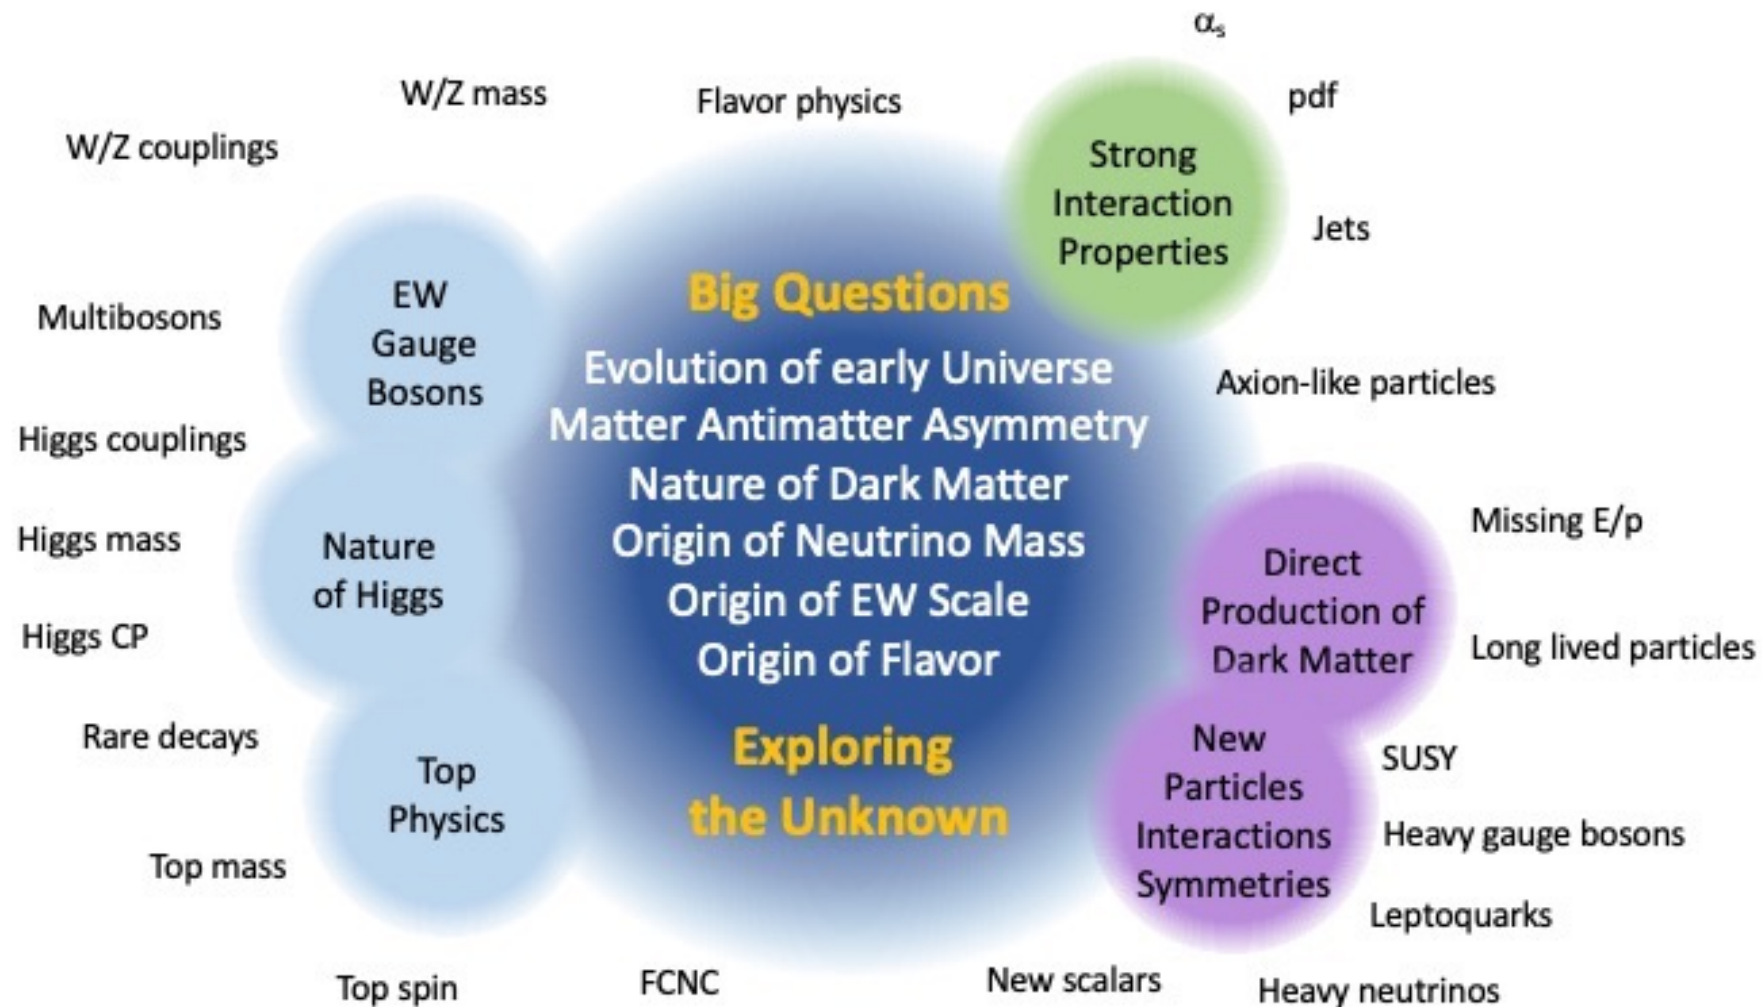 α_s
W/Z mass
Flavor physics
pdf
W/Z couplings
Strong
Interaction
Properties
Jets
EW
Gauge
Bosons
Multibosons
Big Questions
Evolution of early Universe
Matter Antimatter Asymmetry
Nature of Dark Matter
Origin of Neutrino Mass
Origin of EW Scale
Origin of Flavor
Exploring
the Unknown
Axion-like particles
Higgs couplings
Higgs mass
Nature
of Higgs
Higgs CP
Missing E/p
Direct
Production of
Dark Matter
Long lived particles
Rare decays
Top
Physics
Top mass
New
Particles
Interactions
Symmetries
SUSY
Heavy gauge bosons
Leptoquarks
Top spin
FCNC
New scalars
Heavy neutrinos